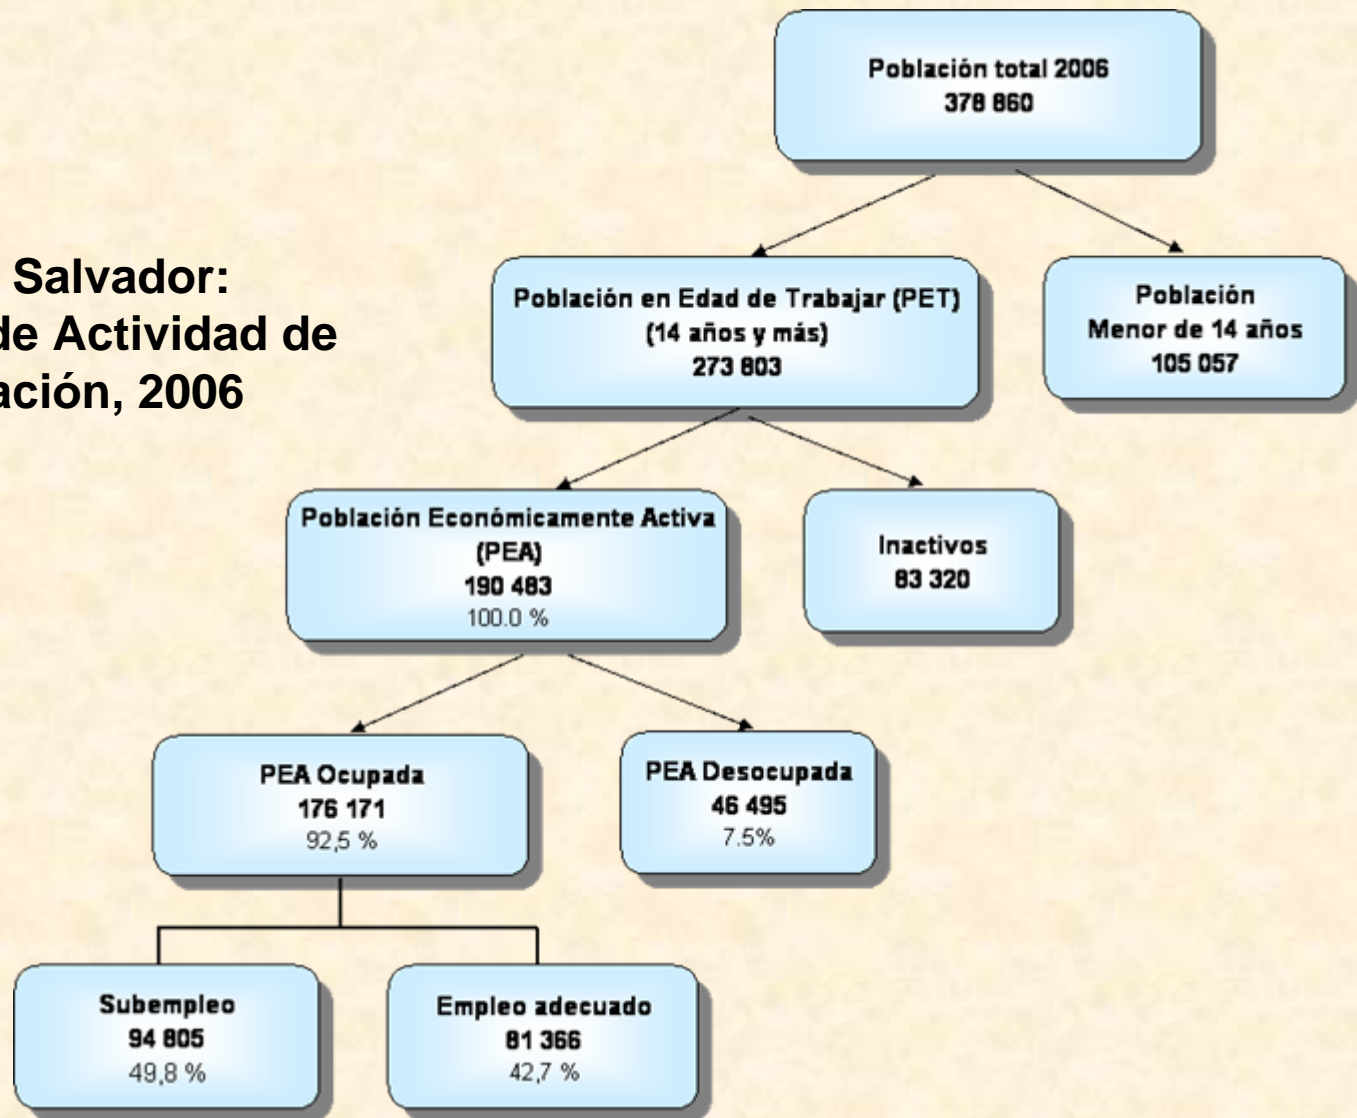 Población total 2006
378 860
Salvador:
de Actividad de
ación, 2006
Población en Edad de Trabajar (PET)
(14 años y más)
273 803
Población
Menor de 14 años
105 057
Población Económicamente Activa
(PEA)
190 483
100.0 %
Inactivos
83 320
PEA Ocupada
176 171
92,5 %
PEA Desocupada
46 495
7.5%
Subempleo
94 805
49,8 %
Empleo adecuado
81 366
42,7 %